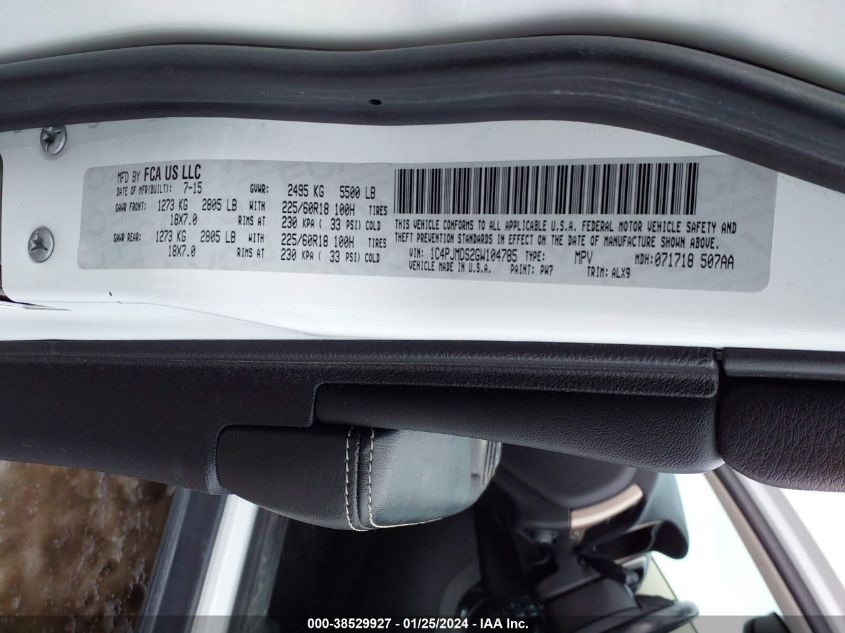 MFD BY FCA US LLC
DATE OF MFR(BUILT): 7-15 GVWR: 2495 KG 5500 LB
GAWR FRONT: 1273 KG 2805 LB WITH 225/60R18 100H TIRES
18X7.0 RIMS AT 230 KPA ( 33 PSI) COLD
GAWR REAR: 1273 KG 2805 LB WITH 225/60R18 100H TIRES
18X7.0 RIMS AT 230 KPA ( 33 PSI) COLD
THIS VEHICLE CONFORMS TO ALL APPLICABLE U.S.A. FEDERAL MOTOR VEHICLE SAFETY AND
THEFT PREVENTION STANDARDS IN EFFECT ON THE DATE OF MANUFACTURE SHOWN ABOVE.
VIN: 1C4PJMDS2GW104785 TYPE: MPV MDH: 071718 507AA
VEHICLE MADE IN U.S.A. PAINT: PW7 TRIM: ALX9
000-38529927 - 01/25/2024 - IAA Inc.